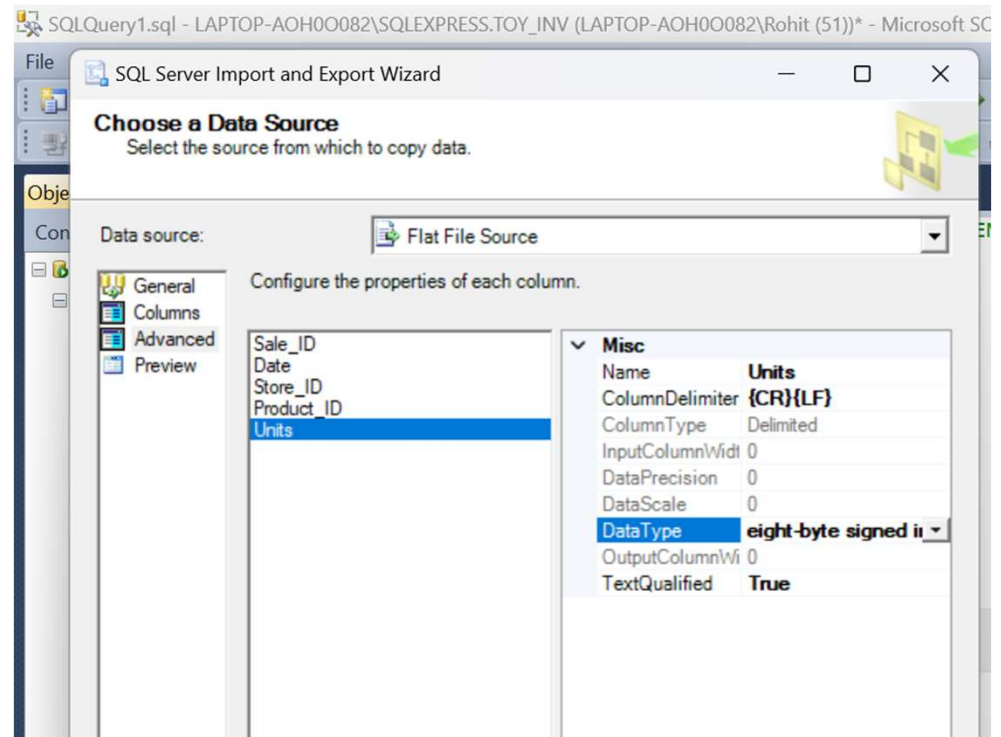 SQLQuery1.sql - LAPTOP-AOH0O082\SQLEXPRESS.TOY_INV (LAPTOP-AOH0O082\Rohit (51))* - Microsoft SQ
File
SQL Server Import and Export Wizard
Choose a Data Source
Select the source from which to copy data.
Obje
Con
Data source:
Flat File Source
General
Columns
Advanced
Preview
Configure the properties of each column.
Sale_ID
Date
Store_ID
Product_ID
Units
Misc
Name Units
ColumnDelimiter {CR}{LF}
ColumnType Delimited
InputColumnWidt 0
DataPrecision 0
DataScale 0
DataType eight-byte signed in
OutputColumnWi 0
TextQualified True